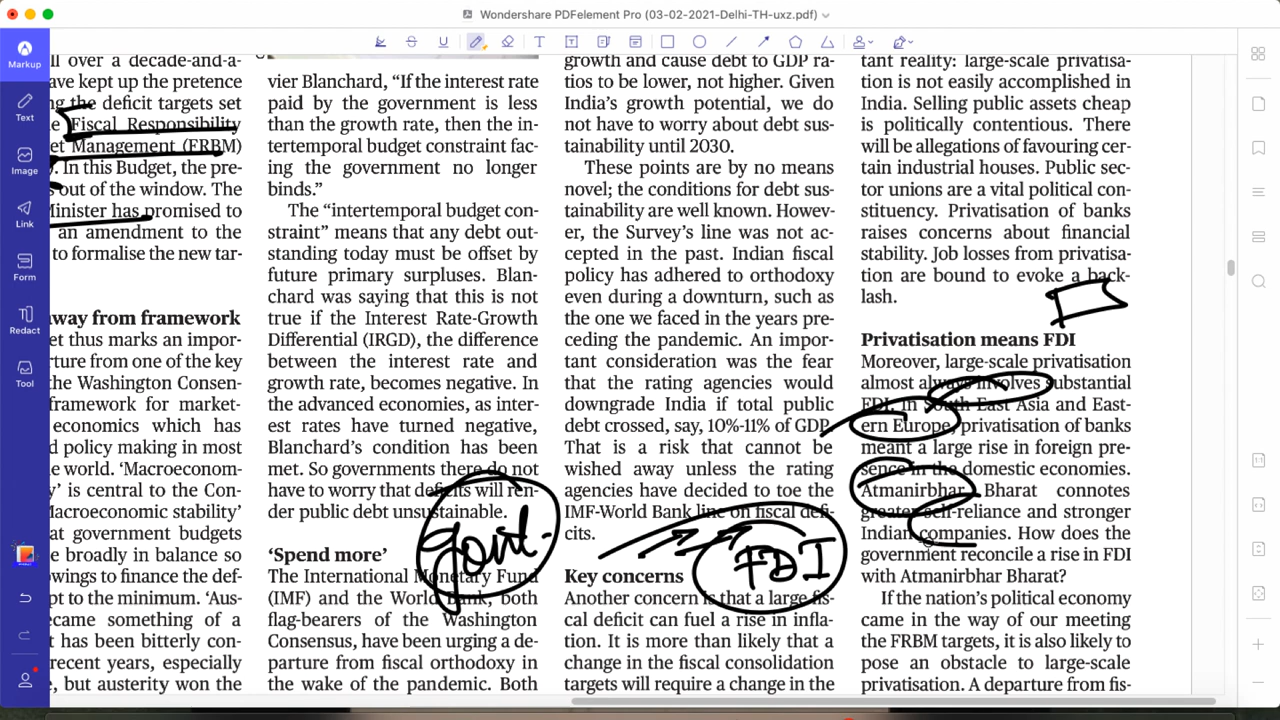 Wondershare PDFelement Pro (03-02-2021-Delhi-TH-uxz.pdf)
Markup
Text
Image
Link
Form
Redact
Tool
ll over a decade-and-a-
ave kept up the pretence
ng the deficit targets set
e Fiscal Responsibility
et Management (FRBM)
. In this Budget, the pre-
s out of the window. The
Minister has promised to
an amendment to the
to formalise the new tar-
away from framework
et thus marks an impor-
rture from one of the key
the Washington Consen-
framework for market-
economics which has
d policy making in most
e world. ‘Macroeconom-
y’ is central to the Con-
Macroeconomic stability’
at government budgets
e broadly in balance so
owings to finance the def-
pt to the minimum. ‘Aus-
came something of a
t has been bitterly con-
recent years, especially
e, but austerity won the
vier Blanchard, “If the interest rate
paid by the government is less
than the growth rate, then the in-
tertemporal budget constraint fac-
ing the government no longer
binds.”
The “intertemporal budget con-
straint” means that any debt out-
standing today must be offset by
future primary surpluses. Blan-
chard was saying that this is not
true if the Interest Rate-Growth
Differential (IRGD), the difference
between the interest rate and
growth rate, becomes negative. In
the advanced economies, as inter-
est rates have turned negative,
Blanchard’s condition has been
met. So governments there do not
have to worry that deficits will ren-
der public debt unsustainable.
govt.
‘Spend more’
The International Monetary Fund
(IMF) and the World Bank, both
flag-bearers of the Washington
Consensus, have been urging a de-
parture from fiscal orthodoxy in
the wake of the pandemic. Both
growth and cause debt to GDP ra-
tios to be lower, not higher. Given
India’s growth potential, we do
not have to worry about debt sus-
tainability until 2030.
These points are by no means
novel; the conditions for debt sus-
tainability are well known. Howev-
er, the Survey’s line was not ac-
cepted in the past. Indian fiscal
policy has adhered to orthodoxy
even during a downturn, such as
the one we faced in the years pre-
ceding the pandemic. An impor-
tant consideration was the fear
that the rating agencies would
downgrade India if total public
debt crossed, say, 10%-11% of GDP.
That is a risk that cannot be
wished away unless the rating
agencies have decided to toe the
IMF-World Bank line on fiscal defi-
cits.
FDI
Key concerns
Another concern is that a large fis-
cal deficit can fuel a rise in infla-
tion. It is more than likely that a
change in the fiscal consolidation
targets will require a change in the
tant reality: large-scale privatisa-
tion is not easily accomplished in
India. Selling public assets cheap
is politically contentious. There
will be allegations of favouring cer-
tain industrial houses. Public sec-
tor unions are a vital political con-
stituency. Privatisation of banks
raises concerns about financial
stability. Job losses from privatisa-
tion are bound to evoke a back-
lash.
Privatisation means FDI
Moreover, large-scale privatisation
almost always involves substantial
FDI. In South East Asia and East-
ern Europe, privatisation of banks
meant a large rise in foreign pre-
sence in the domestic economies.
Atmanirbhar Bharat connotes
greater self-reliance and stronger
Indian companies. How does the
government reconcile a rise in FDI
with Atmanirbhar Bharat?
If the nation’s political economy
came in the way of our meeting
the FRBM targets, it is also likely to
pose an obstacle to large-scale
privatisation. A departure from fis-